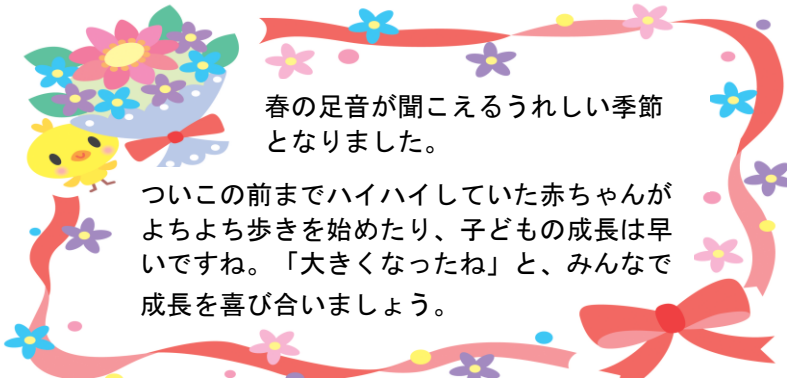 春の足音が聞こえるうれしい季節
となりました。
ついこの前までハイハイしていた赤ちゃんが
よちよち歩きを始めたり、子どもの成長は早
いですね。「大きくなったね」と、みんなで
成長を喜び合いましょう。